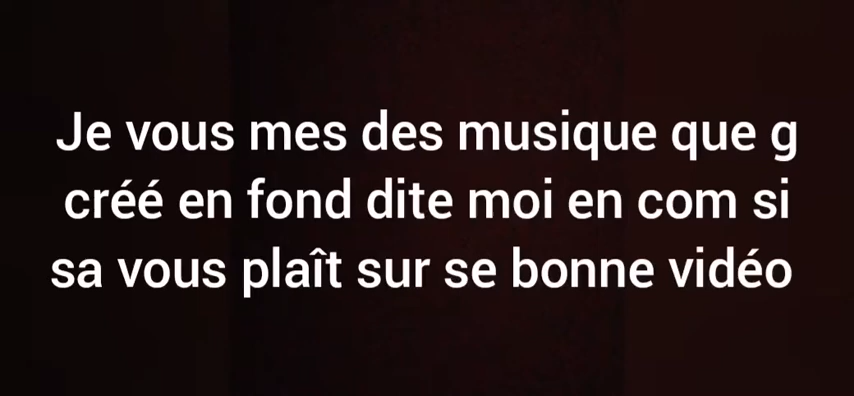 Je vous mes des musique que g
créé en fond dite moi en com si
sa vous plaît sur se bonne vidéo